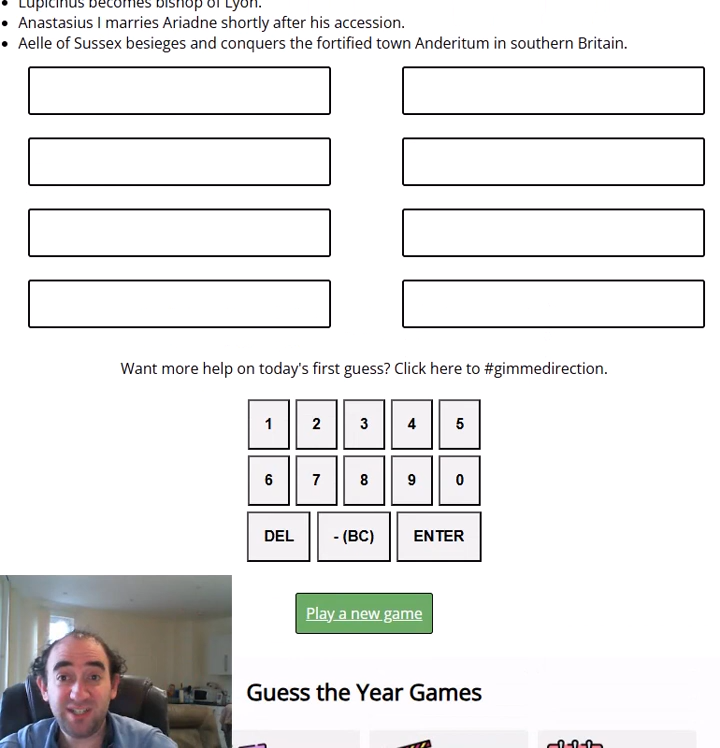 Lupicinus becomes bishop of Lyon.
Anastasius I marries Ariadne shortly after his accession.
Aelle of Sussex besieges and conquers the fortified town Anderitum in southern Britain.
Want more help on today's first guess? Click here to #gimmedirection.
1 2 3 4 5
6 7 8 9 0
DEL - (BC) ENTER
Play a new game
Guess the Year Games